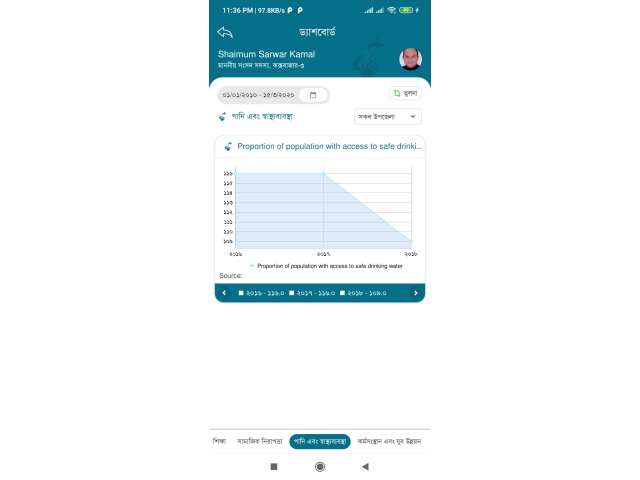 11:36 PM | 97.8KB/s P P
99
ড্যাশবোর্ড
Shaimum Sarwar Kamal
মাননীয় সংসদ সদস্য, কক্সবাজার-৩
০১/০১/২০১০ - ১৫/৩/২০২০
তুলনা
পানি এবং স্বাস্থ্যব্যবস্থা
সকল উপজেলা
Proportion of population with access to safe drinki...
১১৬
১১৫
১১৪
১১৩
১১২
১১১
১১০
১০৯
২০১৬ ২০১৭ ২০১৮
Proportion of population with access to safe drinking water
Source:
২০১৬ - ১১৬.০ ২০১৭ - ১১৬.০ ২০১৮ - ১০৯.০
শিক্ষা সামাজিক নিরাপত্তা পানি এবং স্বাস্থ্যব্যবস্থা কর্মসংস্থান এবং যুব উন্নয়ন